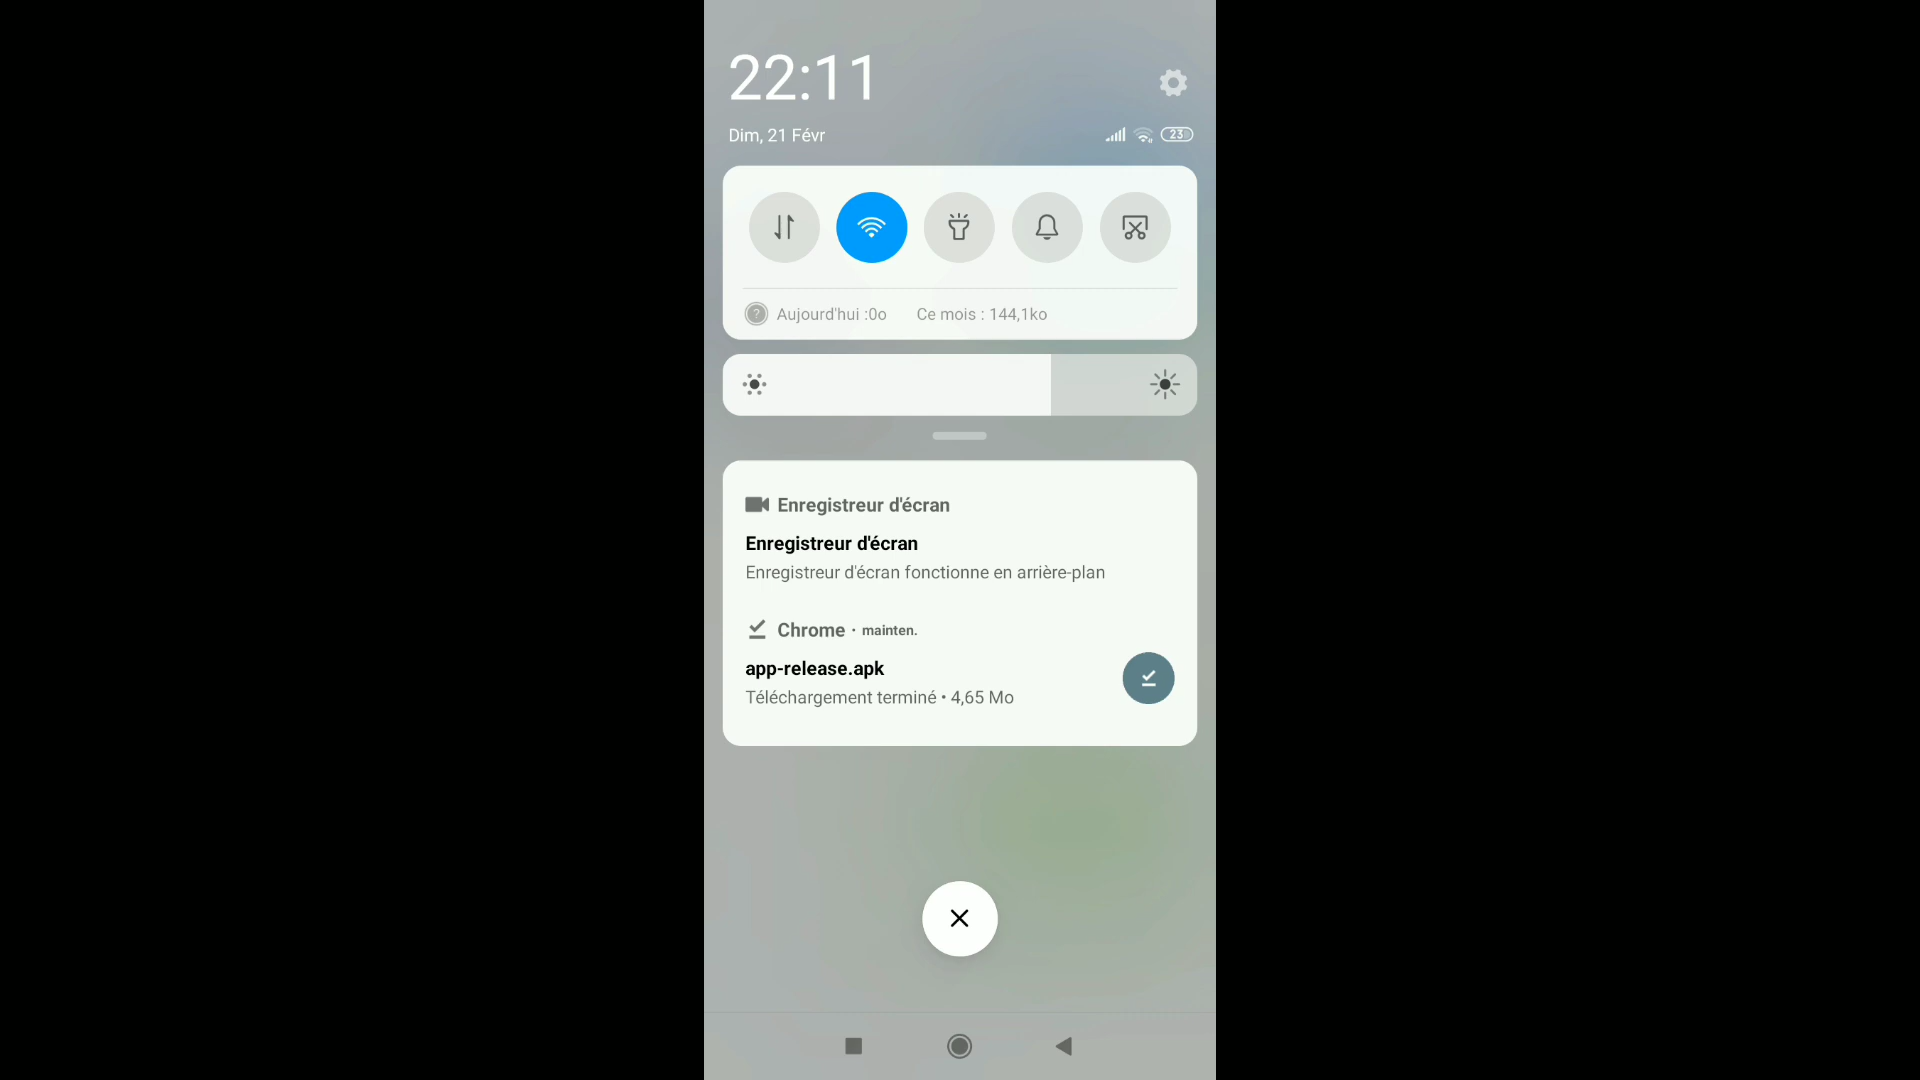 22:11
Dim, 21 Févr
23
Aujourd'hui :0o Ce mois : 144,1ko
Enregistreur d'écran
Enregistreur d'écran
Enregistreur d'écran fonctionne en arrière-plan
Chrome · mainten.
app-release.apk
Téléchargement terminé • 4,65 Mo